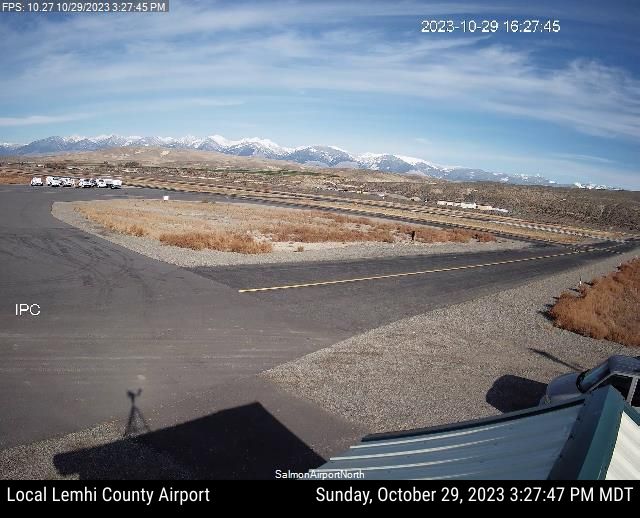 FPS: 10.27 10/29/2023 3:27:45 PM
2023-10-29 16:27:45
IPC
SalmonAirportNorth
Local Lemhi County Airport
Sunday, October 29, 2023 3:27:47 PM MDT